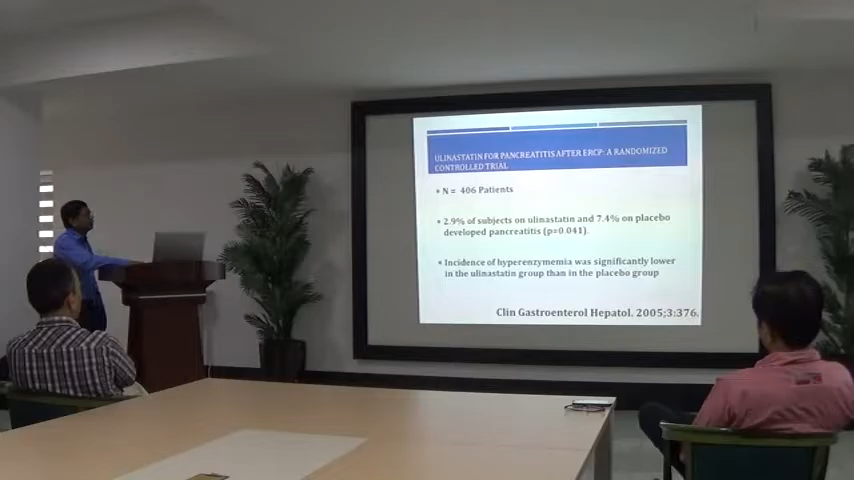 ULINASTATIN FOR PANCREATITIS AFTER ERCP: A RANDOMIZED
CONTROLLED TRIAL
• N = 406 Patients
• 2.9% of subjects on ulinastatin and 7.4% on placebo
developed pancreatitis (p=0.041).
• Incidence of hyperenzymemia was significantly lower
in the ulinastatin group than in the placebo group
Clin Gastroenterol Hepatol. 2005;3:376.